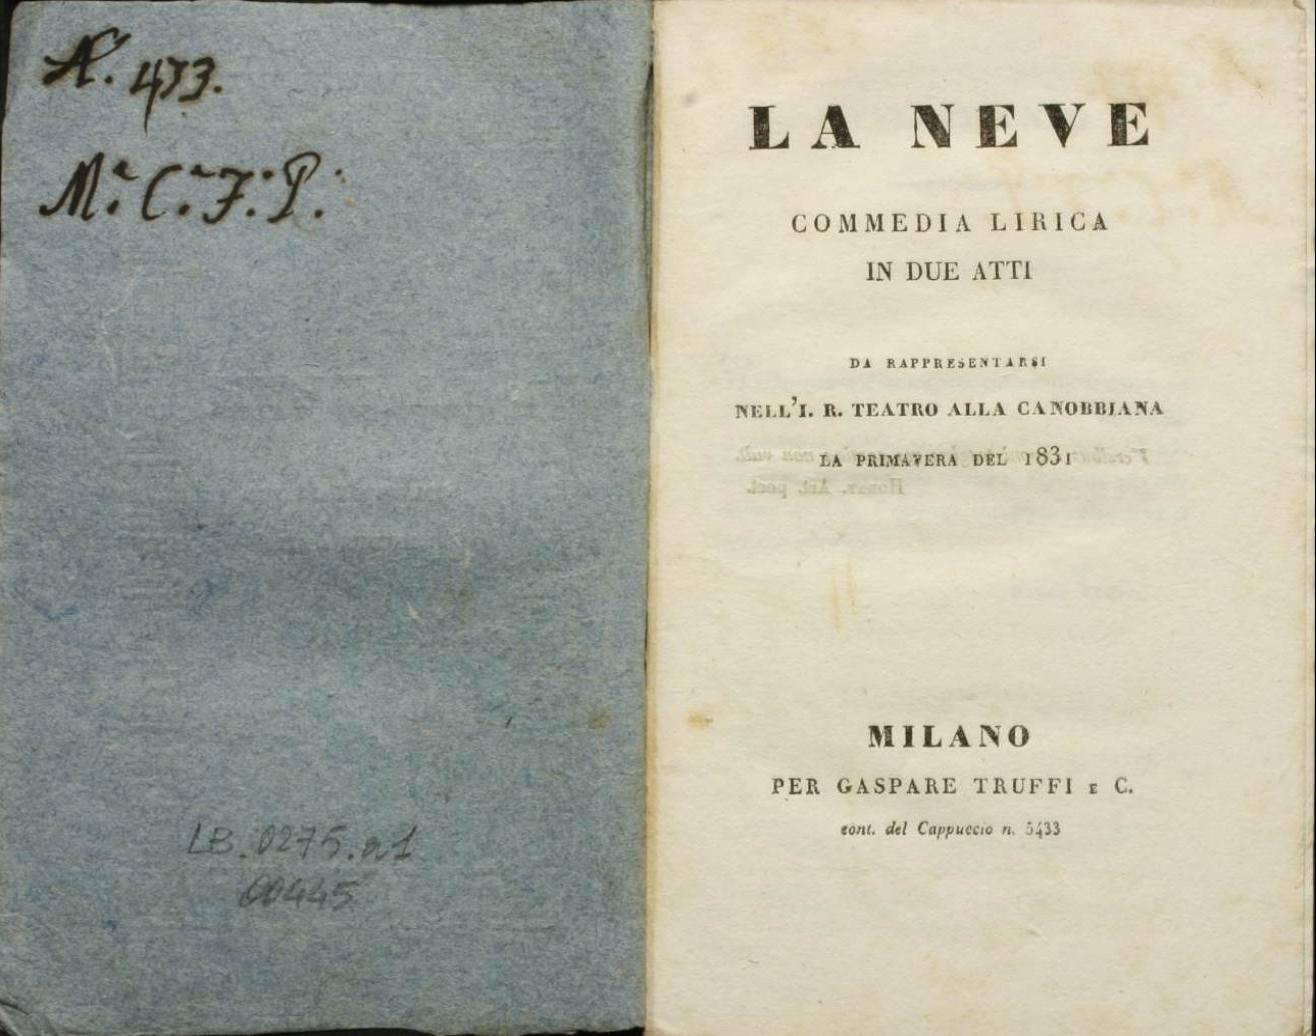 N. 473.
M.ª C.ª F. P.
LB.0275.a1
00445
LA NEVE
COMMEDIA LIRICA
IN DUE ATTI
DA RAPPRESENTARSI
NELL'I. R. TEATRO ALLA CANOBBIANA
LA PRIMAVERA DEL 1831
MILANO
PER GASPARE TRUFFI E C.
cont. del Cappuccio n. 5433